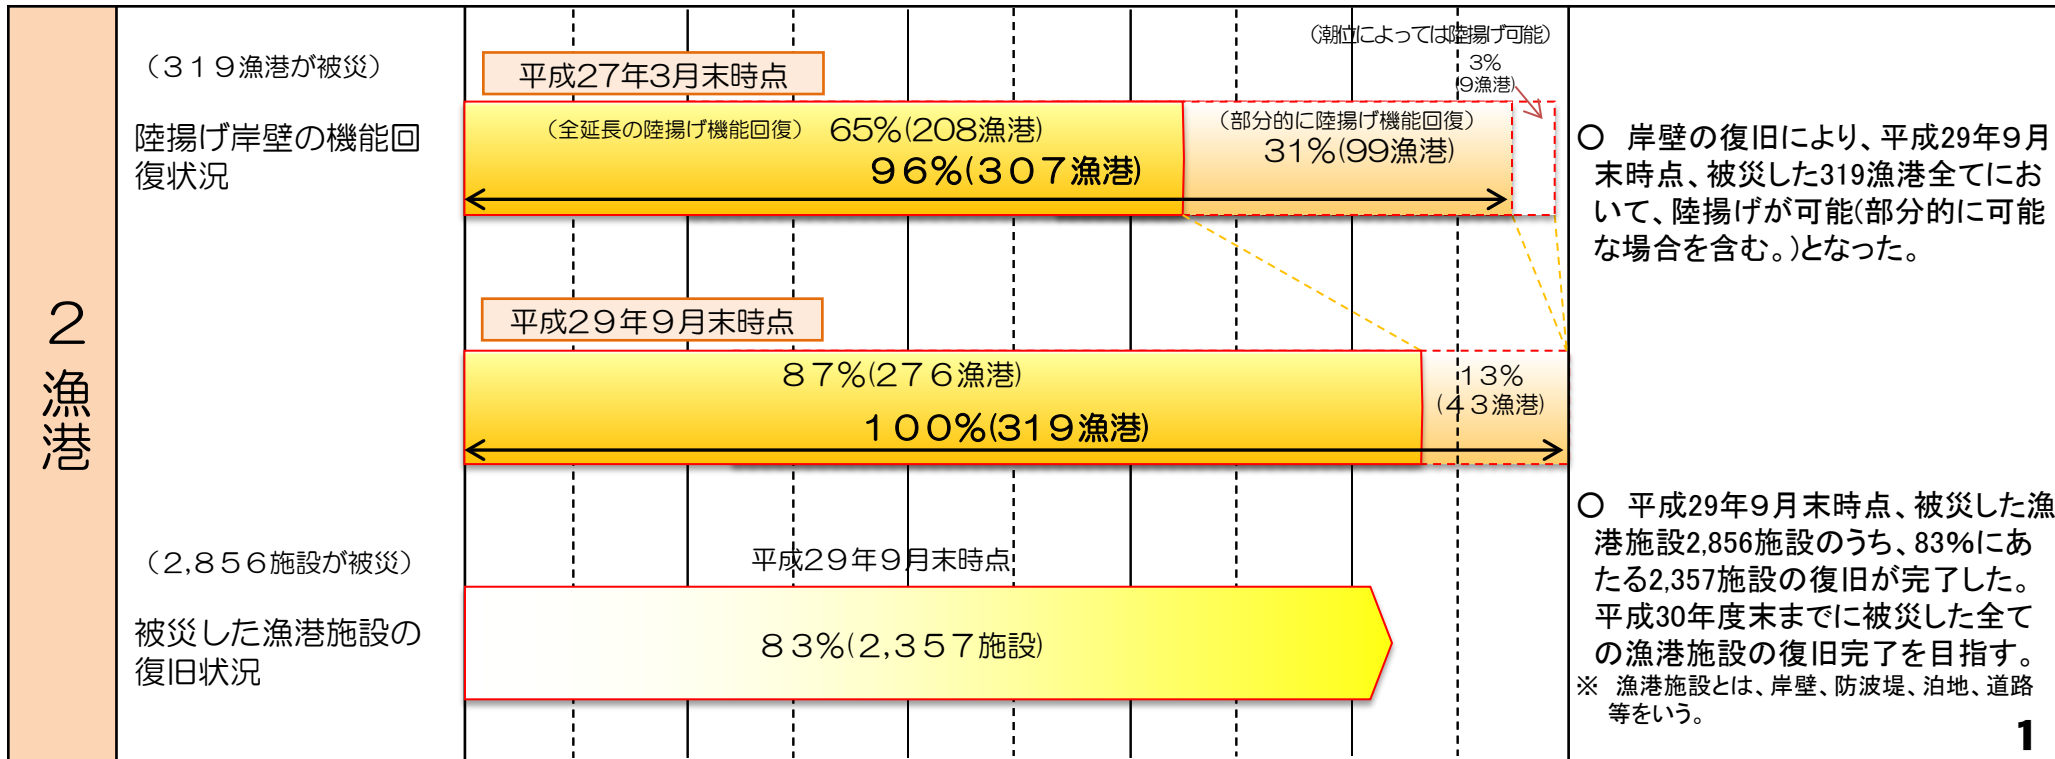 2 漁港
（３１９漁港が被災）
陸揚げ岸壁の機能回
復状況
平成27年3月末時点
（全延長の陸揚げ機能回復） 65%(208漁港)
９６%(３０７漁港)
（部分的に陸揚げ機能回復）
31%(99漁港)
（潮位によっては陸揚げ可能）
3%
(9漁港)
平成２９年９月末時点
８７%(２７６漁港)
１００%(319漁港)
１３%
(４３漁港)
（２,８５６施設が被災）
被災した漁港施設の
復旧状況
平成２９年９月末時点
８３%(２,３５７施設)
○ 岸壁の復旧により、平成29年９月
末時点、被災した319漁港全てにお
いて、陸揚げが可能(部分的に可能
な場合を含む。)となった。
○ 平成29年９月末時点、被災した漁
港施設2,856施設のうち、83%にあ
たる2,357施設の復旧が完了した。
平成30年度末までに被災した全て
の漁港施設の復旧完了を目指す。
※ 漁港施設とは、岸壁、防波堤、泊地、道路
等をいう。
1